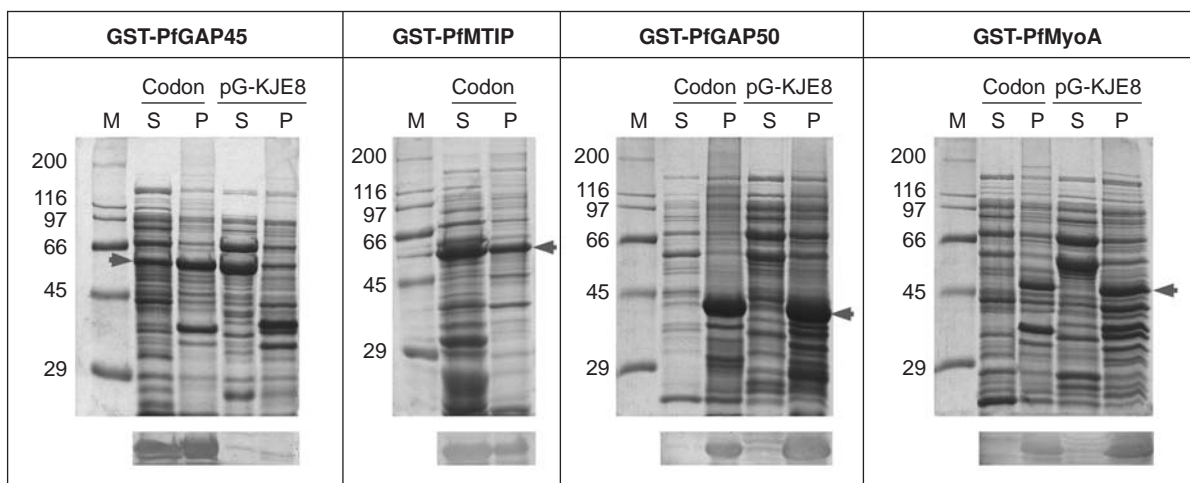 GST-PfGAP45 GST-PfMTIP GST-PfGAP50 GST-PfMyoA
Codon pG-KJE8 Codon Codon pG-KJE8 Codon pG-KJE8
M S P S P M S P M S P S P M S P S P
200 200 200 200
116 116 116 116
97 97 97 97
66 66 66 66
45 45 45 45
29 29 29 29